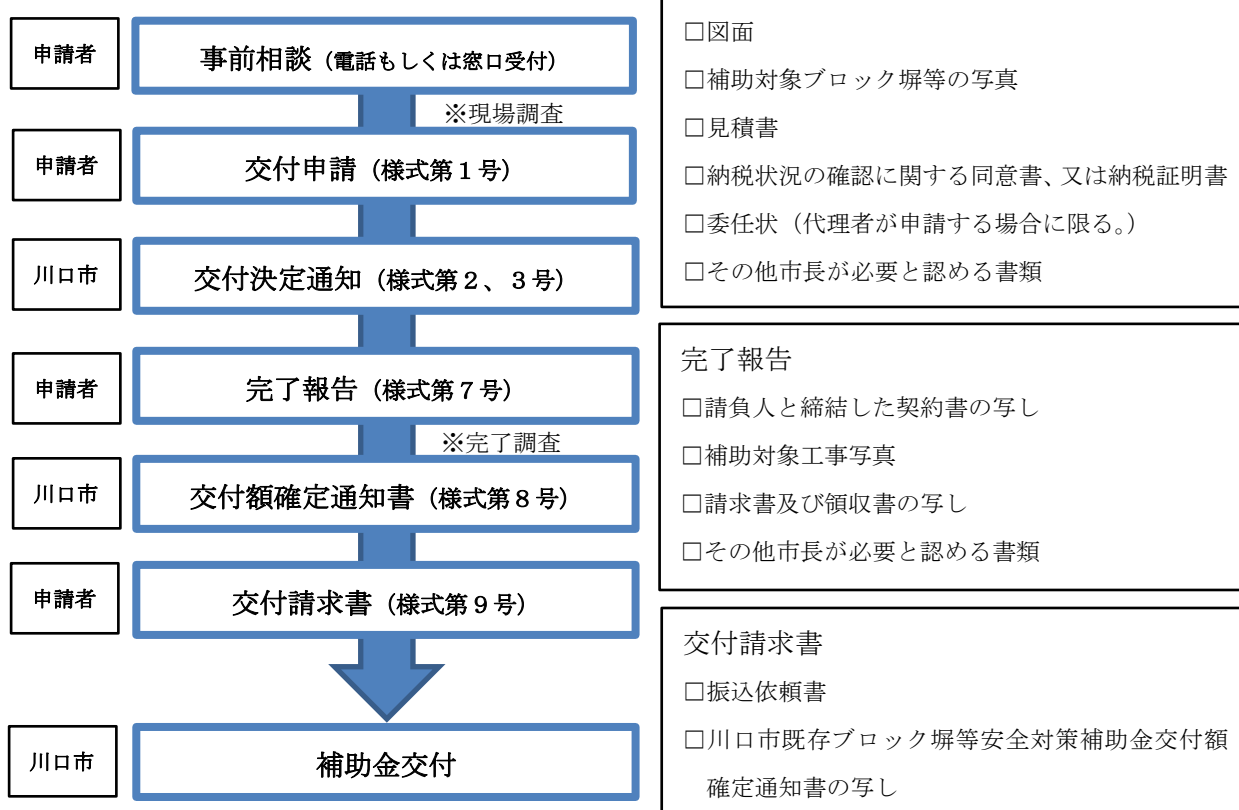 申請者
事前相談（電話もしくは窓口受付）
※現場調査
申請者
交付申請（様式第１号）
川口市
交付決定通知（様式第２、３号）
申請者
完了報告（様式第７号）
※完了調査
川口市
交付額確定通知書（様式第８号）
申請者
交付請求書（様式第９号）
川口市
補助金交付
□図面
□補助対象ブロック塀等の写真
□見積書
□納税状況の確認に関する同意書、又は納税証明書
□委任状（代理者が申請する場合に限る。）
□その他市長が必要と認める書類
完了報告
□請負人と締結した契約書の写し
□補助対象工事写真
□請求書及び領収書の写し
□その他市長が必要と認める書類
交付請求書
□振込依頼書
□川口市既存ブロック塀等安全対策補助金交付額
確定通知書の写し